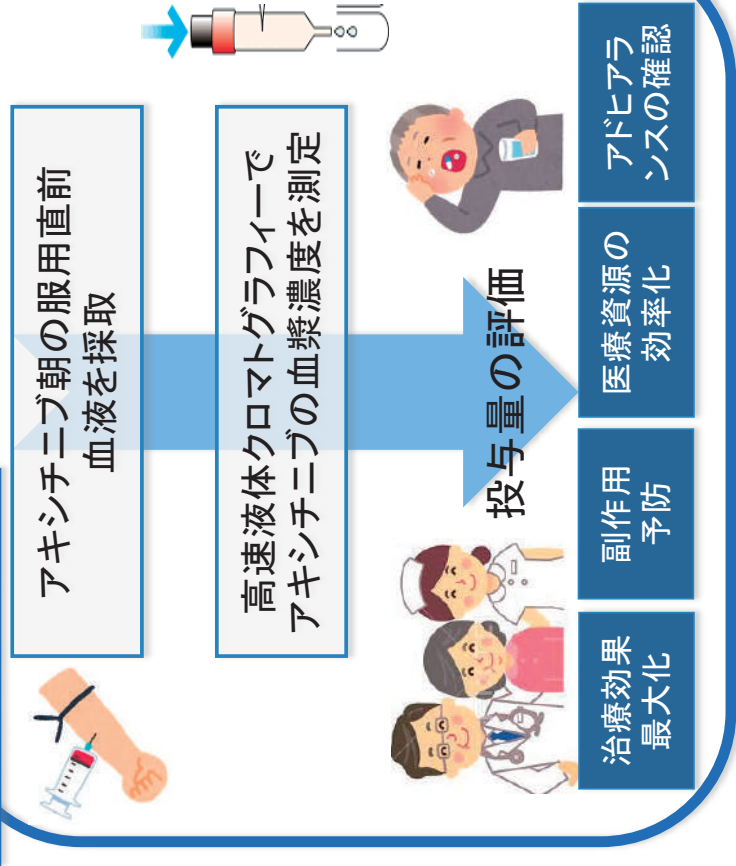 アキシチニブ朝の服用直前
血液を採取
高速液体クロマトグラフィーで
アキシチニブの血漿濃度を測定
投与量の評価
治療効果
最大化
副作用
予防
医療資源の
効率化
アドヒアラ
ンスの確認